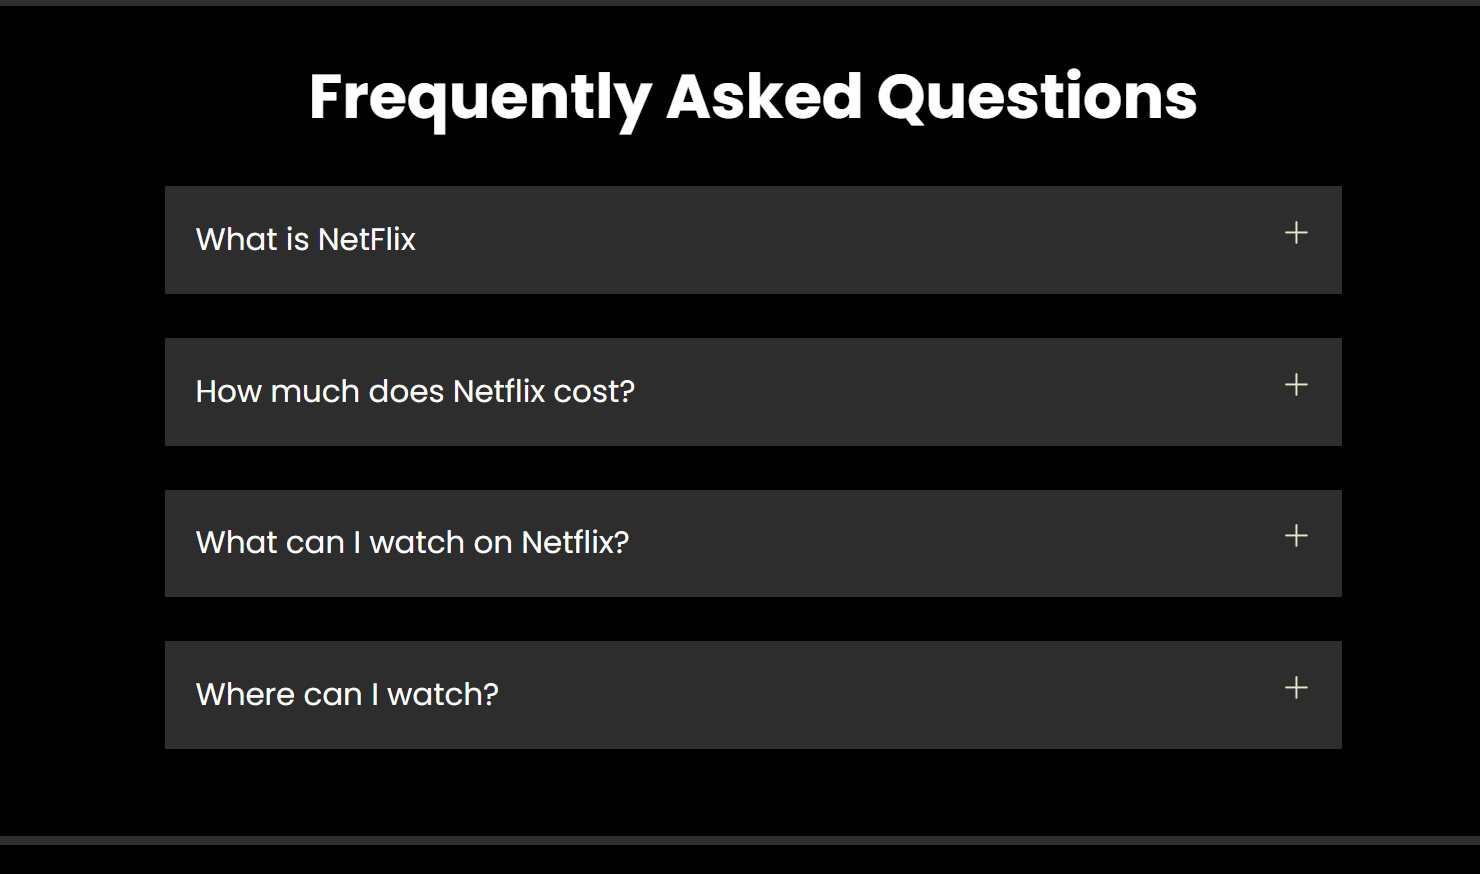 Frequently Asked Questions
What is NetFlix
How much does Netflix cost?
What can I watch on Netflix?
Where can I watch?